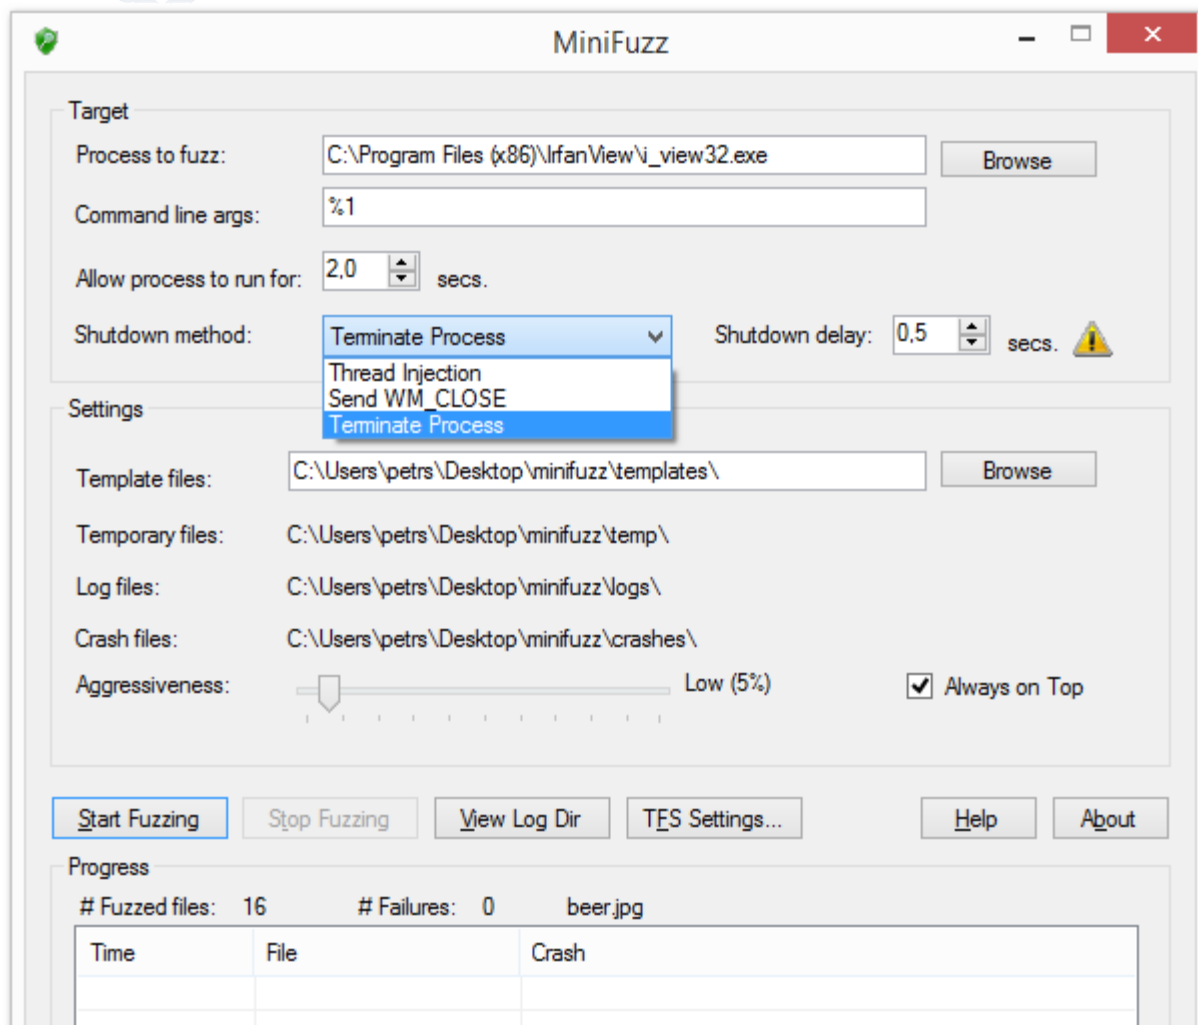 MiniFuzz
Target
Process to fuzz: C:\Program Files (x86)\IrfanView\i_view32.exe Browse
Command line args: %1
Allow process to run for: 2,0 secs.
Shutdown method: Terminate Process Shutdown delay: 0,5 secs.
Thread Injection
Send WM_CLOSE
Terminate Process
Settings
Template files: C:\Users\petrs\Desktop\minifuzz\templates\ Browse
Temporary files: C:\Users\petrs\Desktop\minifuzz\temp\
Log files: C:\Users\petrs\Desktop\minifuzz\logs\
Crash files: C:\Users\petrs\Desktop\minifuzz\crashes\
Aggressiveness: Low (5%) Always on Top
Start Fuzzing Stop Fuzzing View Log Dir TFS Settings... Help About
Progress
# Fuzzed files: 16 # Failures: 0 beer.jpg
Time File Crash